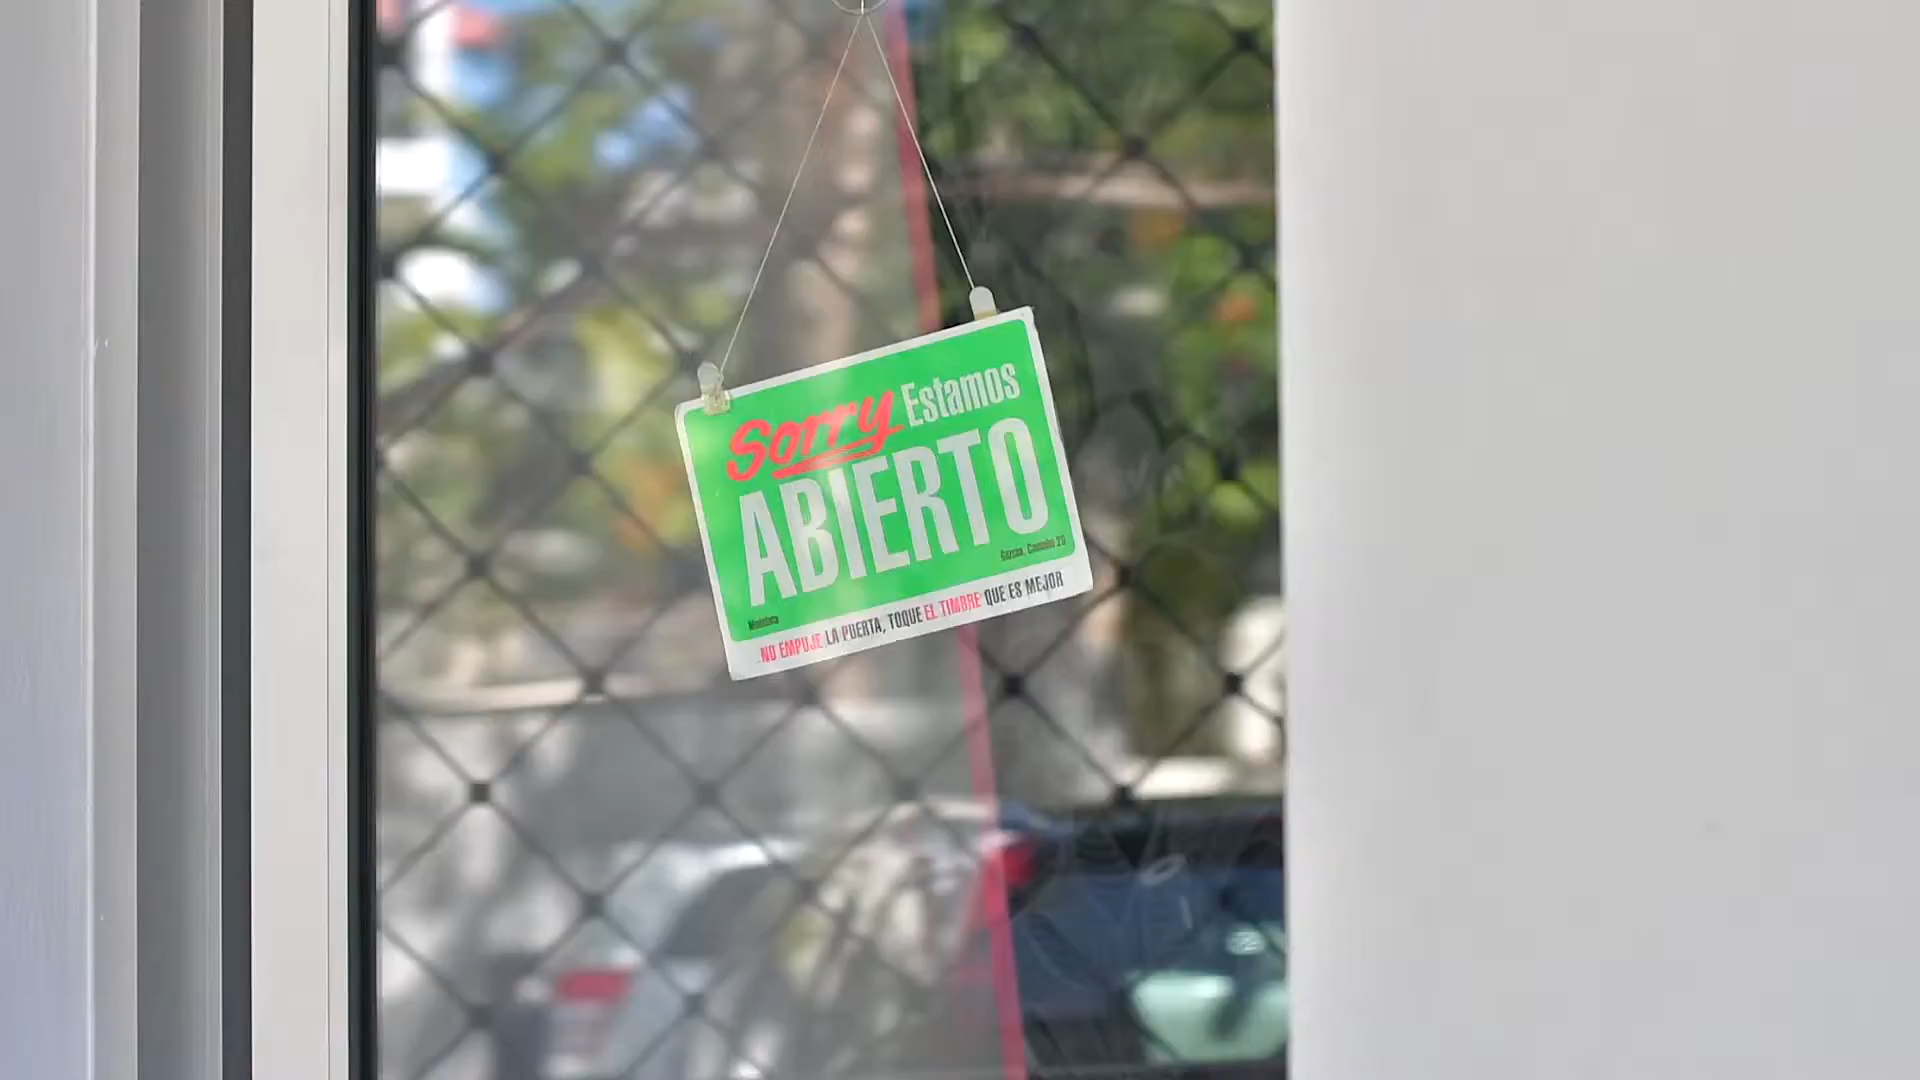 Sorry Estamos
ABIERTO
NO EMPUJE LA PUERTA, TOQUE EL TIMBRE QUE ES MEJOR